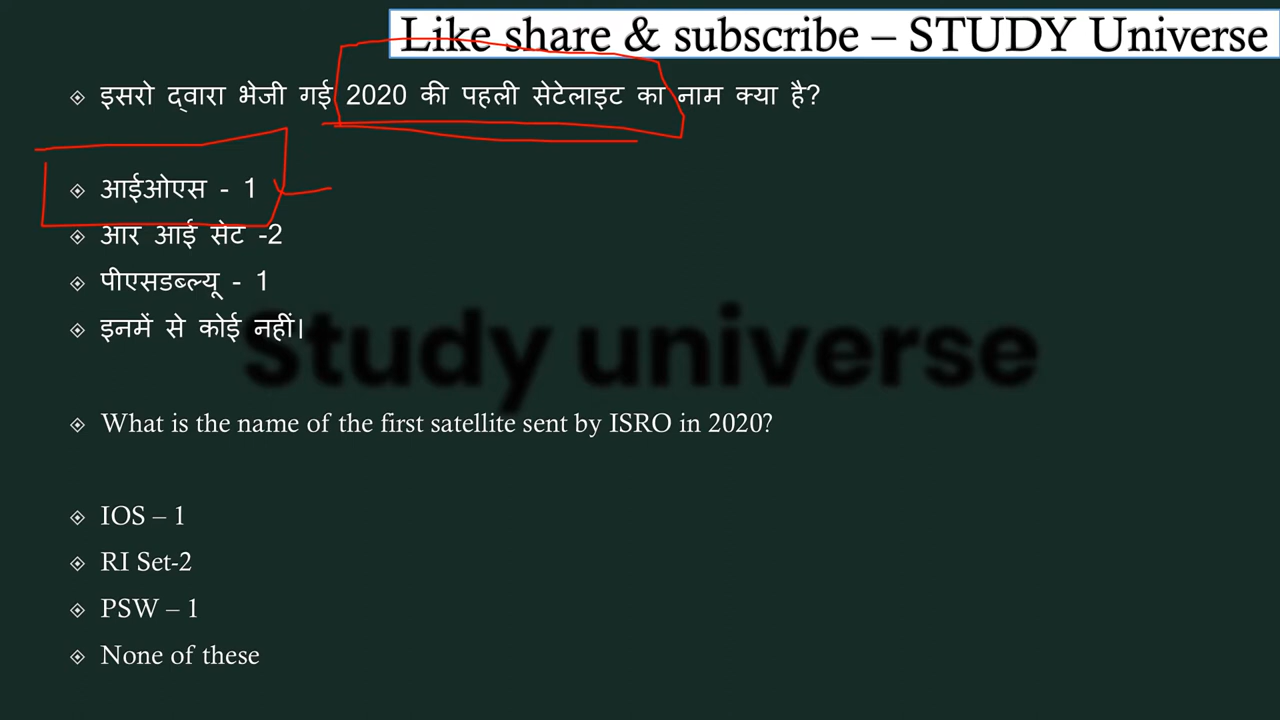 Like share & subscribe – STUDY Universe
इसरो द्वारा भेजी गई 2020 की पहली सेटेलाइट का नाम क्या है?
आईओएस - 1
आर आई सेट -2
पीएसडब्ल्यू - 1
इनमें से कोई नहीं।
Study universe
What is the name of the first satellite sent by ISRO in 2020?
IOS – 1
RI Set-2
PSW – 1
None of these